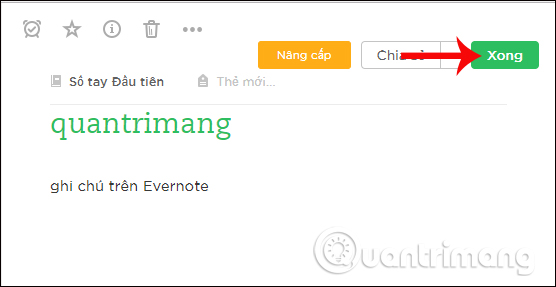 Nâng cấp
Chia sẻ
Xong
Sổ tay Đầu tiên
Thẻ mới...
quantrimang
ghi chú trên Evernote
Quantrimang